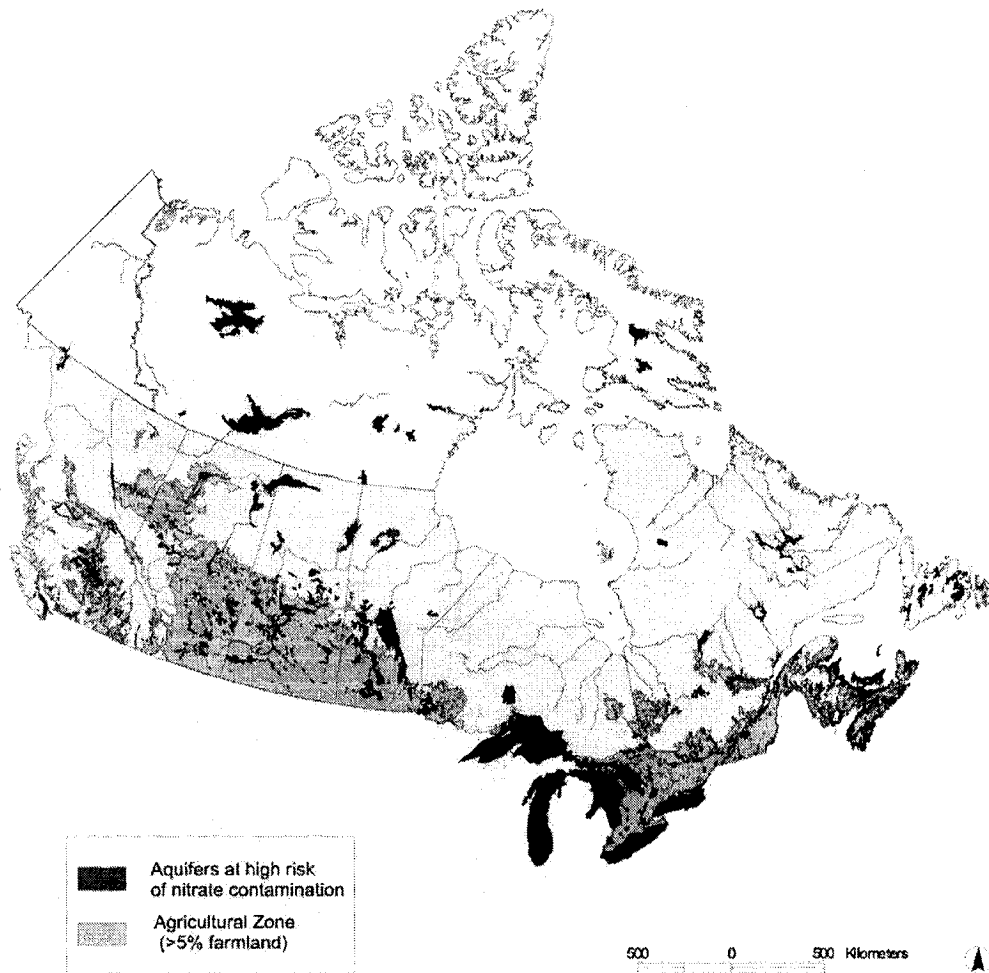 Aquifers at high risk
of nitrate contamination
Agricultural Zone
(>5% farmland)
500 0 500 Kilometers